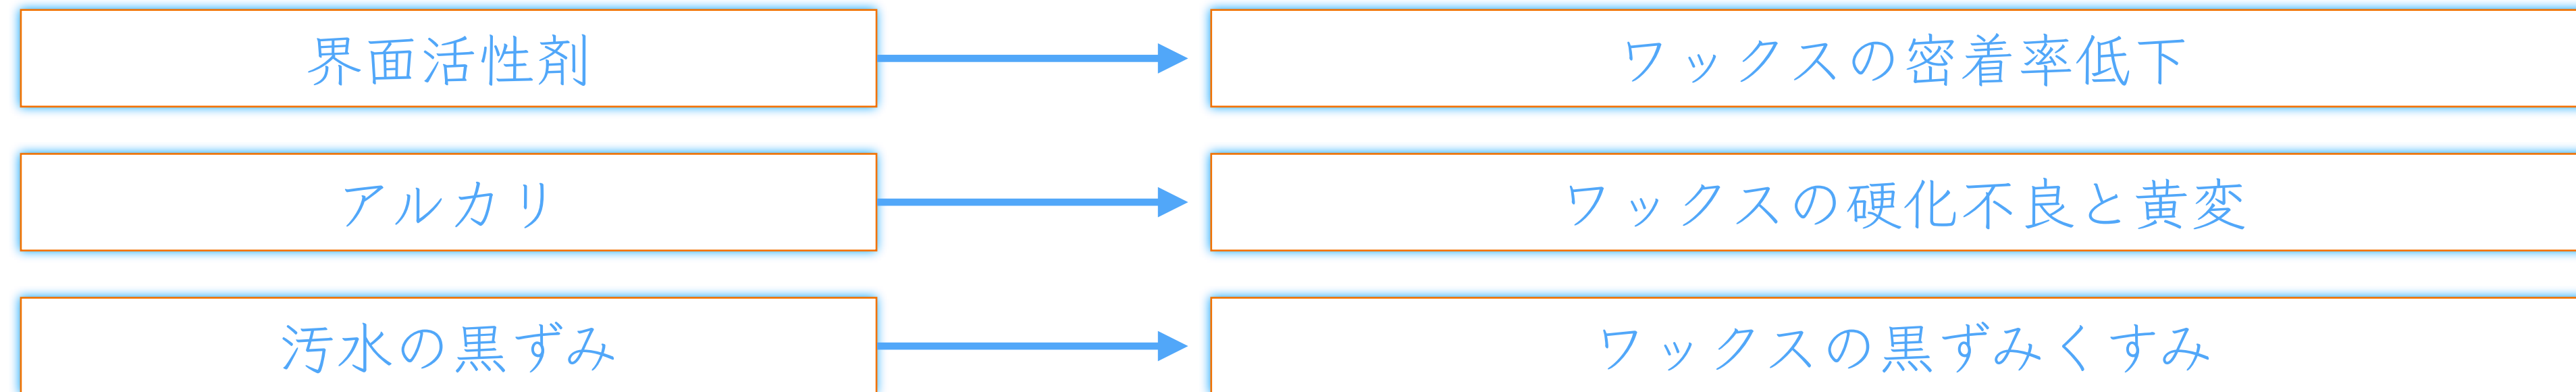 界面活性剤
ワックスの密着率低下
アルカリ
ワックスの硬化不良と黄変
汚水の黒ずみ
ワックスの黒ずみくすみ